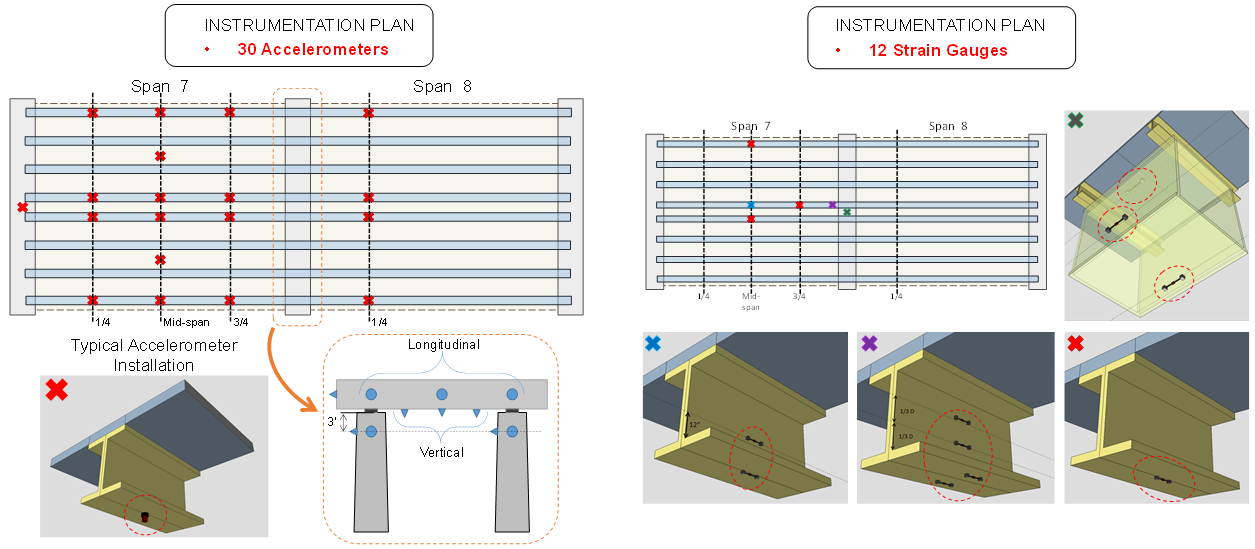 INSTRUMENTATION PLAN
• 30 Accelerometers
Span 7
Span 8
1/4
Mid-span
3/4
1/4
Typical Accelerometer
Installation
Longitudinal
3'
Vertical
INSTRUMENTATION PLAN
• 12 Strain Gauges
Span 7
Span 8
1/4
Mid-
span
3/4
1/4
12"
1/3 D
1/3 D